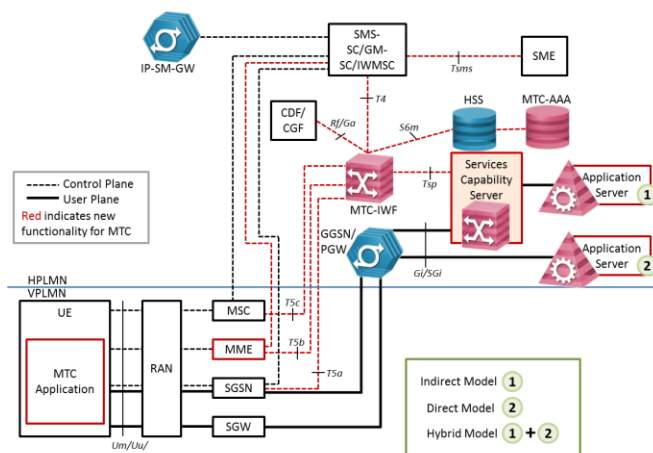 SMS-
SC/GM-
SC/IWMSC
SME
Tsms
IP-SM-GW
T4
CDF/
CGF
Rf/Ga
S6m
HSS
MTC-AAA
Control Plane
User Plane
Red indicates new
functionality for MTC
MTC-IWF
Tsp
Services
Capability
Server
Application
Server
1
GGSN/
PGW
Gi/SGi
Application
Server
2
HPLMN
VPLMN
UE
MTC
Application
RAN
Um/Uu/
MSC
T5c
MME
T5b
SGSN
T5a
SGW
Indirect Model 1
Direct Model 2
Hybrid Model 1 + 2